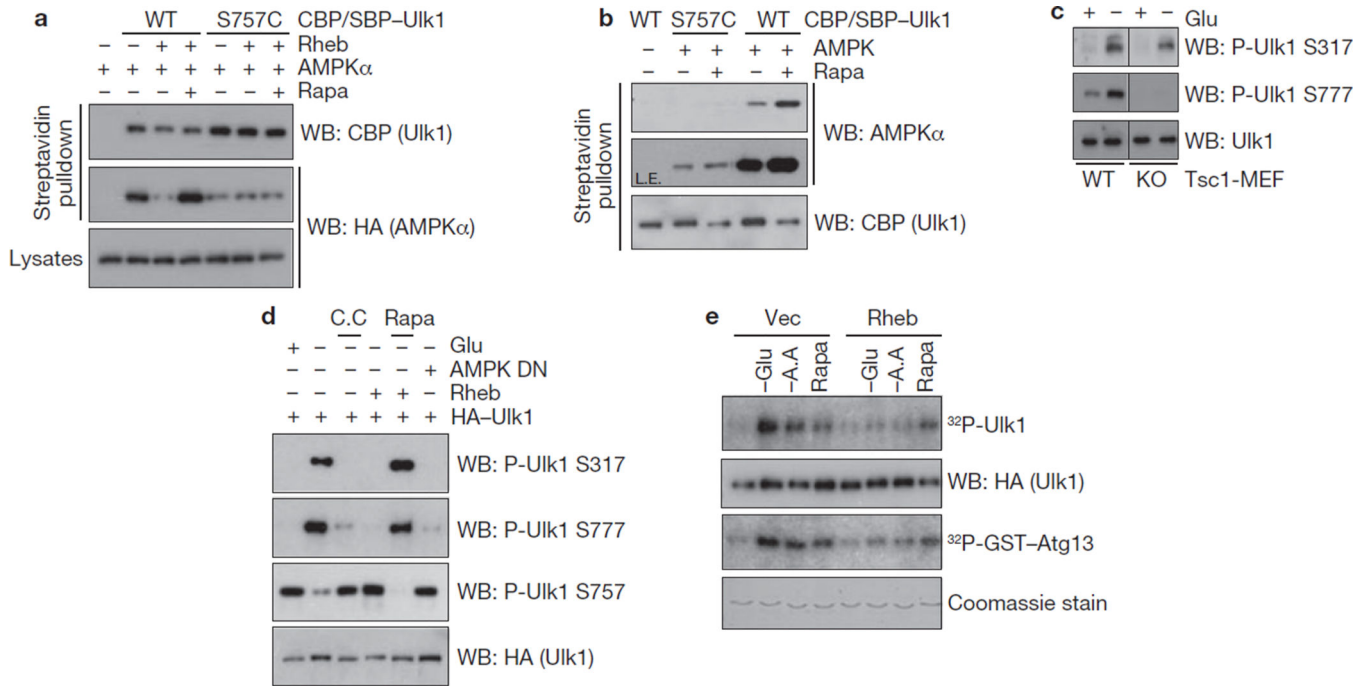 a WT S757C CBP/SBP–Ulk1
– – + + – + + Rheb
+ + + + + + + AMPKα
– – – + – – + Rapa
Streptavidin pulldown
WB: CBP (Ulk1)
WB: HA (AMPKα)
Lysates
b WT S757C WT CBP/SBP–Ulk1
– + + + + AMPK
– – + – + Rapa
Streptavidin pulldown
WB: AMPKα
L.E.
WB: CBP (Ulk1)
c + – + – Glu
WB: P-Ulk1 S317
WB: P-Ulk1 S777
WB: Ulk1
WT KO Tsc1-MEF
d C.C Rapa
Glu + – – – – –
AMPK DN – – – – – +
Rheb – – – + + –
HA–Ulk1 + + + + + +
WB: P-Ulk1 S317
WB: P-Ulk1 S777
WB: P-Ulk1 S757
WB: HA (Ulk1)
e Vec Rheb
–Glu –A.A Rapa –Glu –A.A Rapa
³²P-Ulk1
WB: HA (Ulk1)
³²P-GST–Atg13
Coomassie stain